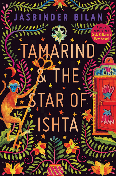 JASBINDER BILAN
TAMARIND
& THE
STAR OF
ISHTA